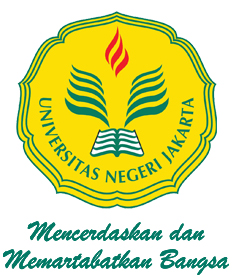 UNIVERSITAS NEGERI JAKARTA
Mencerdaskan dan
Memartabatkan Bangsa